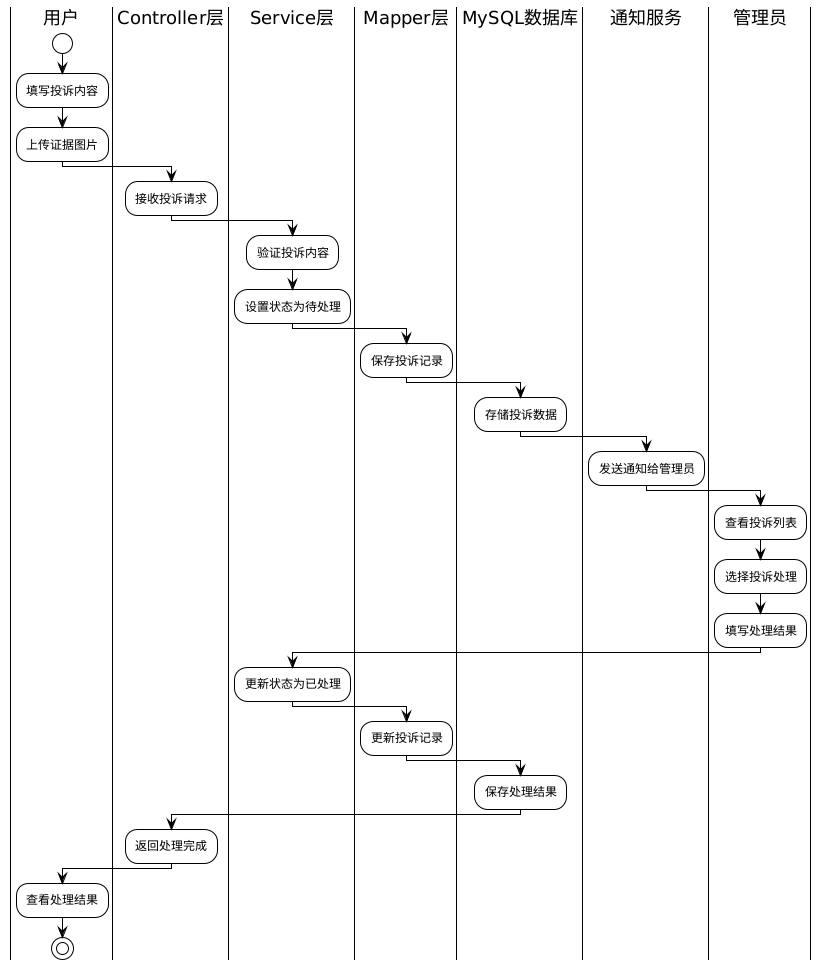 用户 Controller层 Service层 Mapper层 MySQL数据库 通知服务 管理员
填写投诉内容
上传证据图片
接收投诉请求
验证投诉内容
设置状态为待处理
保存投诉记录
存储投诉数据
发送通知给管理员
查看投诉列表
选择投诉处理
填写处理结果
更新状态为已处理
更新投诉记录
保存处理结果
返回处理完成
查看处理结果